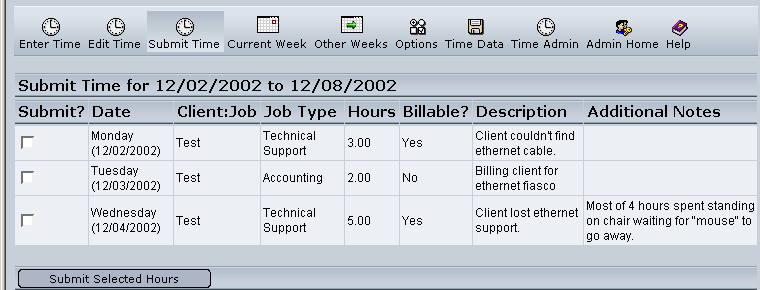 Enter Time Edit Time Submit Time Current Week Other Weeks Options Time Data Time Admin Admin Home Help
Submit Time for 12/02/2002 to 12/08/2002
Submit? Date Client:Job Job Type Hours Billable? Description Additional Notes
Monday (12/02/2002) Test Technical Support 3.00 Yes Client couldn't find ethernet cable.
Tuesday (12/03/2002) Test Accounting 2.00 No Billing client for ethernet fiasco
Wednesday (12/04/2002) Test Technical Support 5.00 Yes Client lost ethernet support. Most of 4 hours spent standing on chair waiting for "mouse" to go away.
Submit Selected Hours